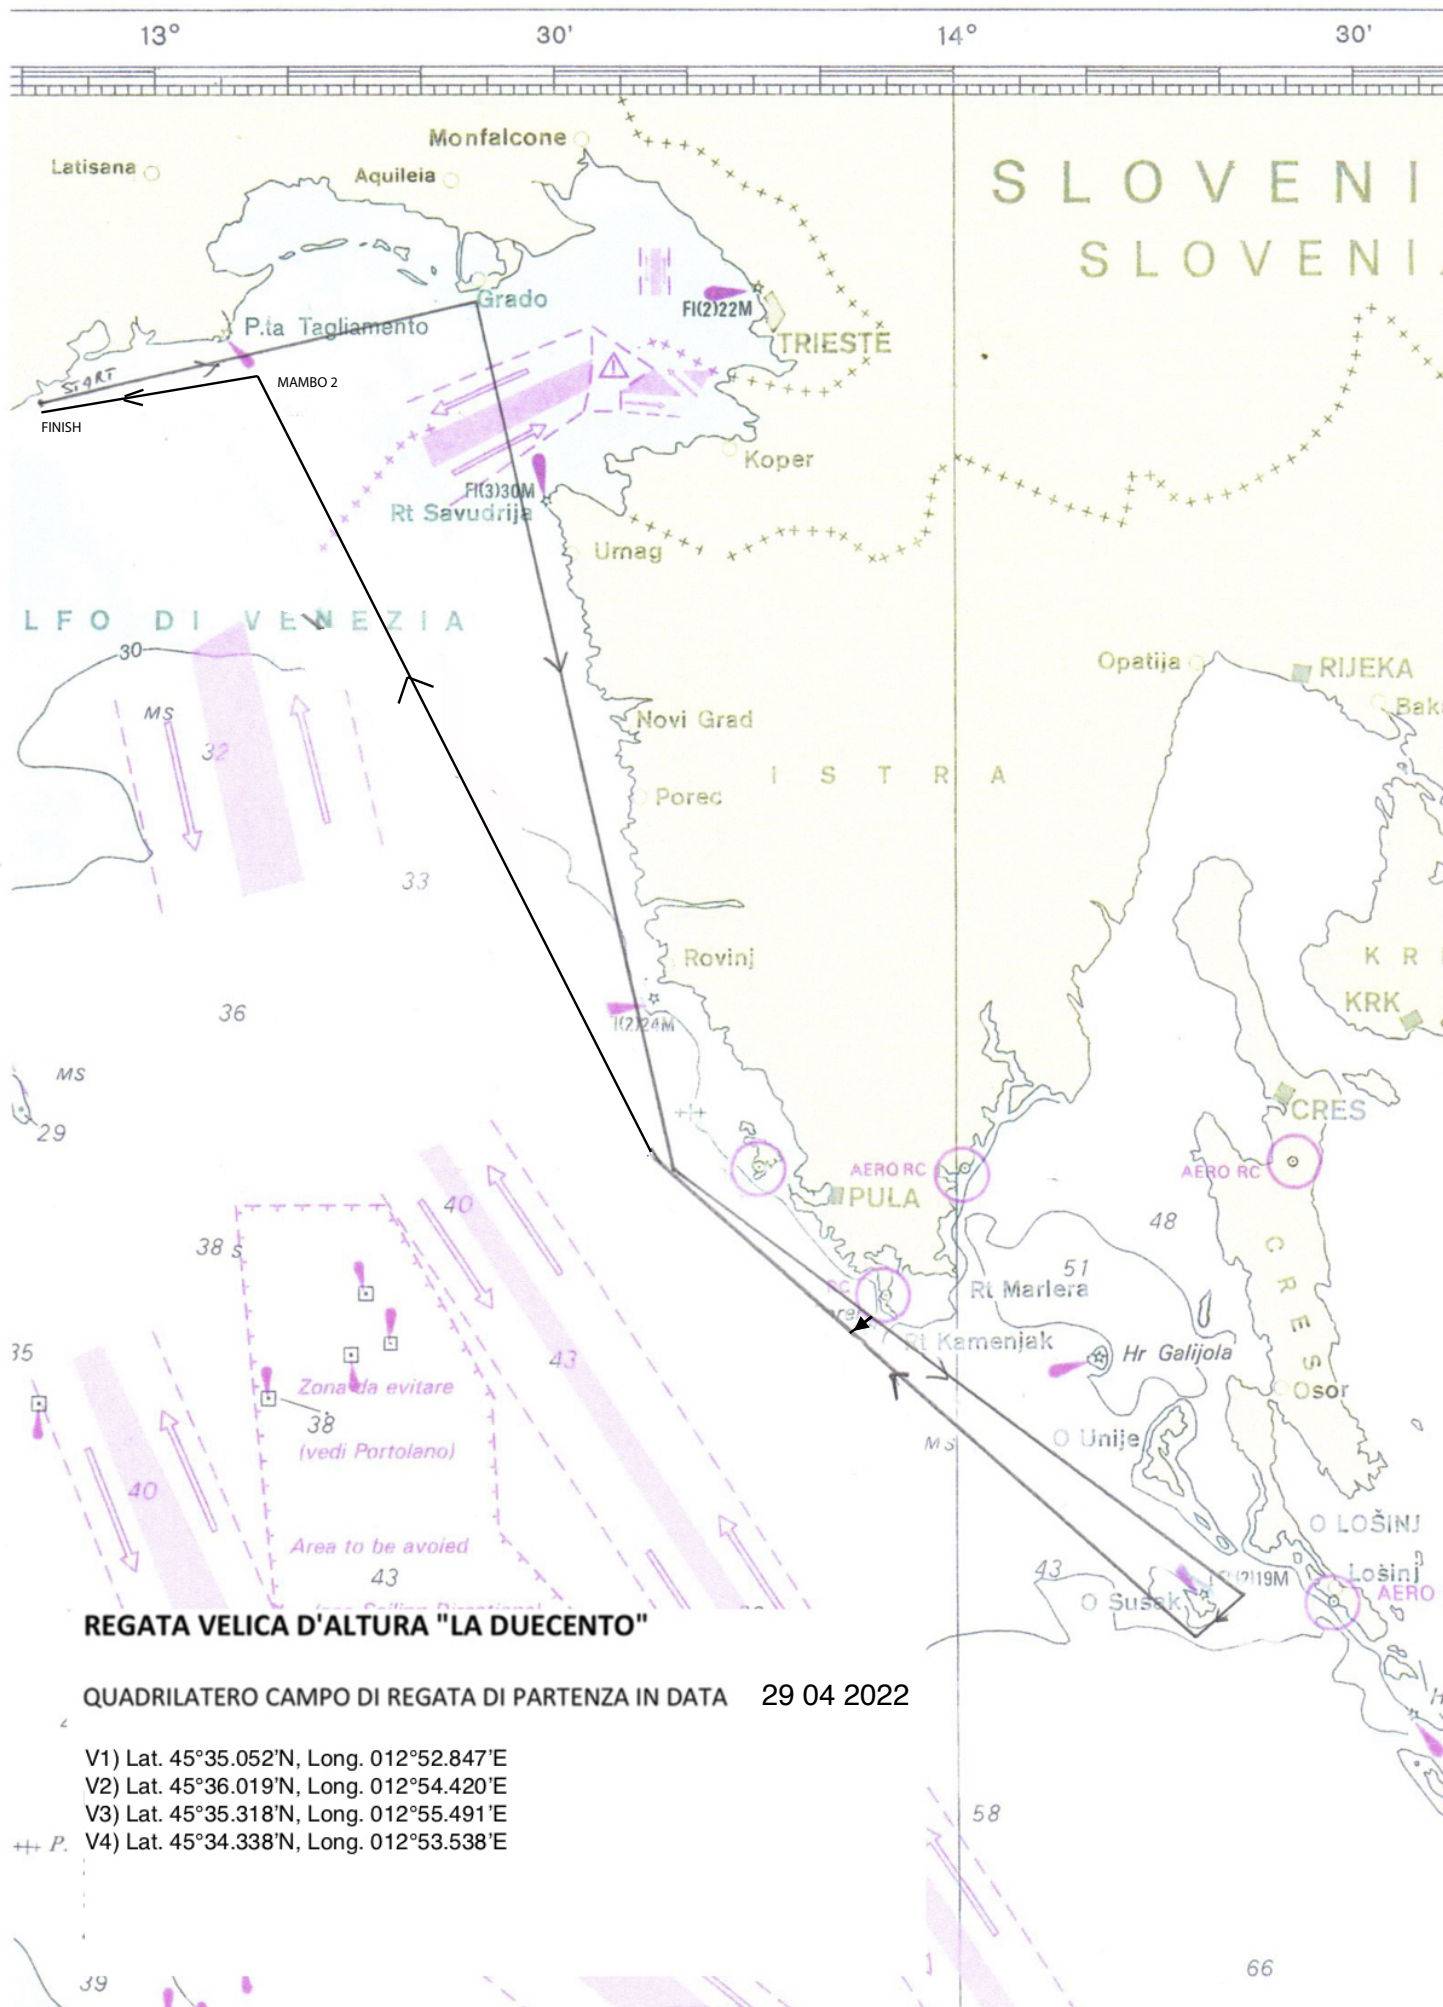 13°
30'
14°
30'
Monfalcone
Latisana
Aquileia
SLOVENI
SLOVENI
Grado
FI(2)22M
P.ta Tagliamento
TRIESTE
START
MAMBO 2
FINISH
Koper
FI(3)30M
Rt Savudrija
Umag
LFO DI VENEZIA
30
Opatija
RIJEKA
MS
Novi Grad
32
ISTRA
Porec
33
Rovinj
KRK
36
MS
29
CRES
AERO RC
AERO RC
PULA
40
48
38 S
CRES
51
RC
Rt Marlera
Rt Kamenjak
Hr Galijola
35
43
Zona da evitare
Osor
38
(vedi Portolano)
MS
O Unije
40
O LOŠINJ
Area to be avoied
43
43
Lošinj
AERO
O Sušak
REGATA VELICA D'ALTURA "LA DUECENTO"
QUADRILATERO CAMPO DI REGATA DI PARTENZA IN DATA 29 04 2022
V1) Lat. 45°35.052'N, Long. 012°52.847'E
V2) Lat. 45°36.019'N, Long. 012°54.420'E
V3) Lat. 45°35.318'N, Long. 012°55.491'E
V4) Lat. 45°34.338'N, Long. 012°53.538'E
58
P.
66
39